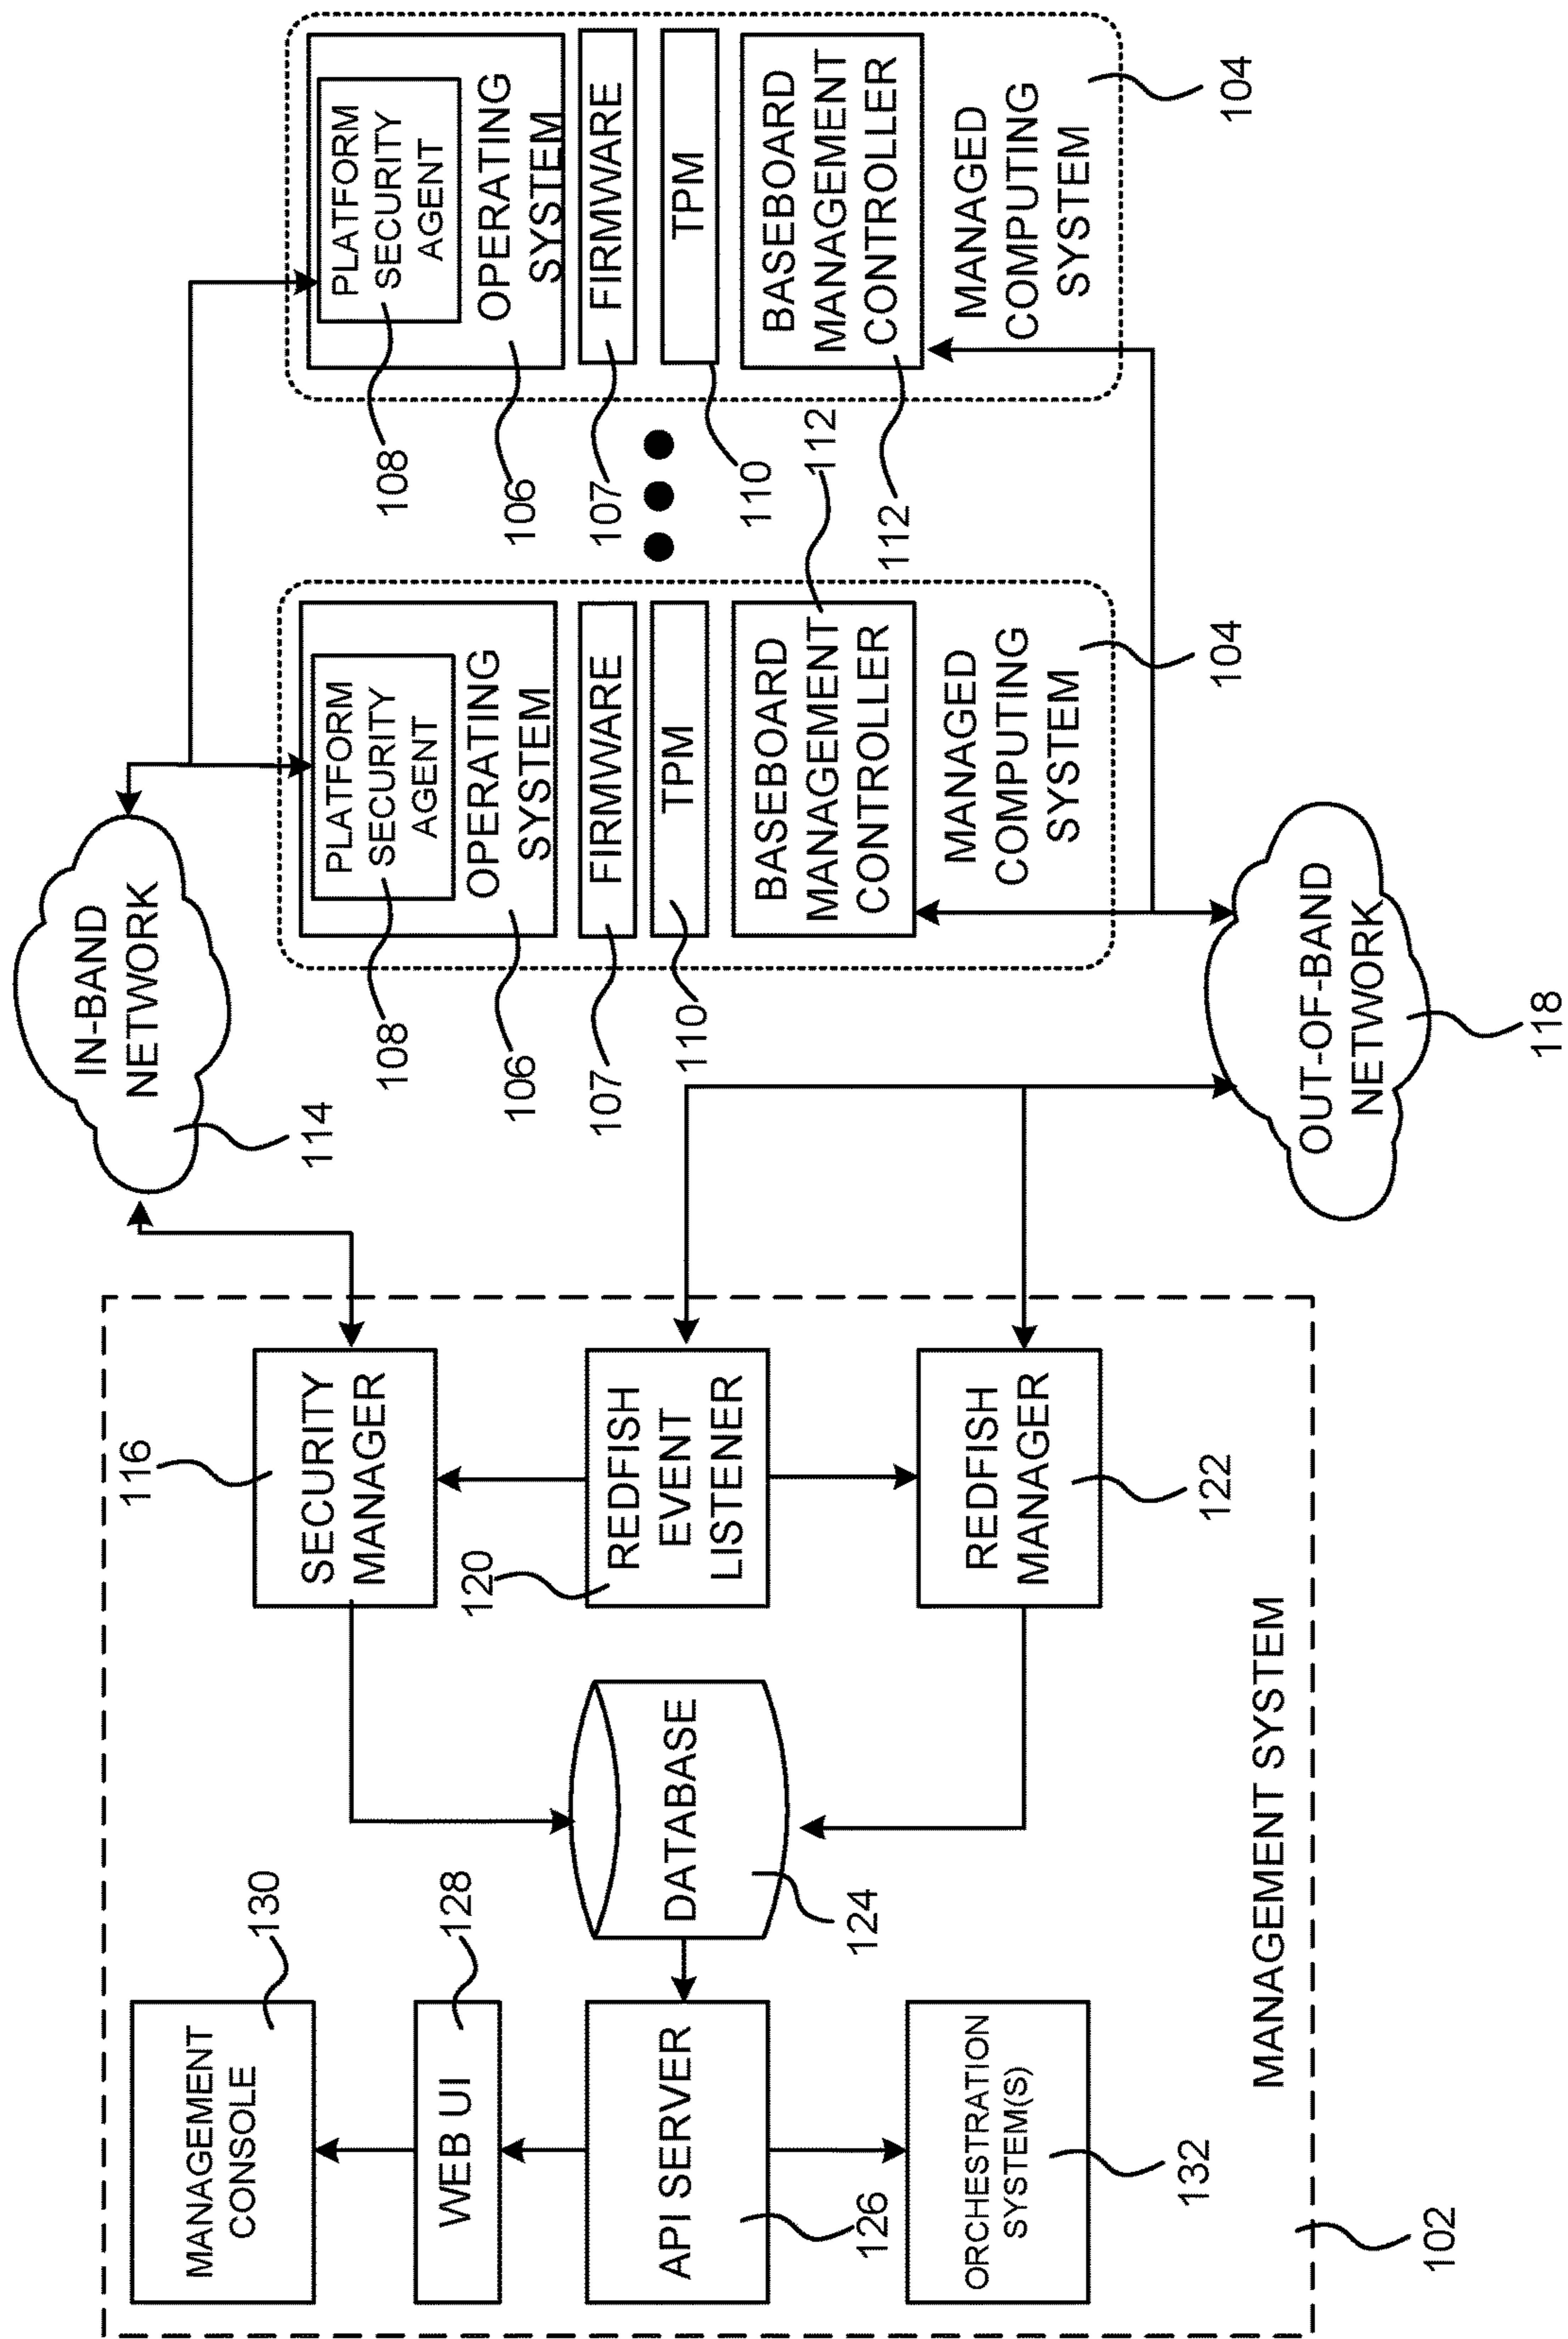 130
MANAGEMENT
CONSOLE
128
WEB UI
API SERVER
126
ORCHESTRATION
SYSTEM(S)
132
DATABASE
124
116
SECURITY
MANAGER
120
REDFISH
EVENT
LISTENER
REDFISH
MANAGER
122
MANAGEMENT SYSTEM
102
IN-BAND
NETWORK
114
108
PLATFORM
SECURITY
AGENT
106
OPERATING
SYSTEM
107
FIRMWARE
110
TPM
112
BASEBOARD
MANAGEMENT
CONTROLLER
MANAGED
COMPUTING
SYSTEM
104
108
PLATFORM
SECURITY
AGENT
106
OPERATING
SYSTEM
107
FIRMWARE
110
TPM
112
BASEBOARD
MANAGEMENT
CONTROLLER
MANAGED
COMPUTING
SYSTEM
104
OUT-OF-BAND
NETWORK
118